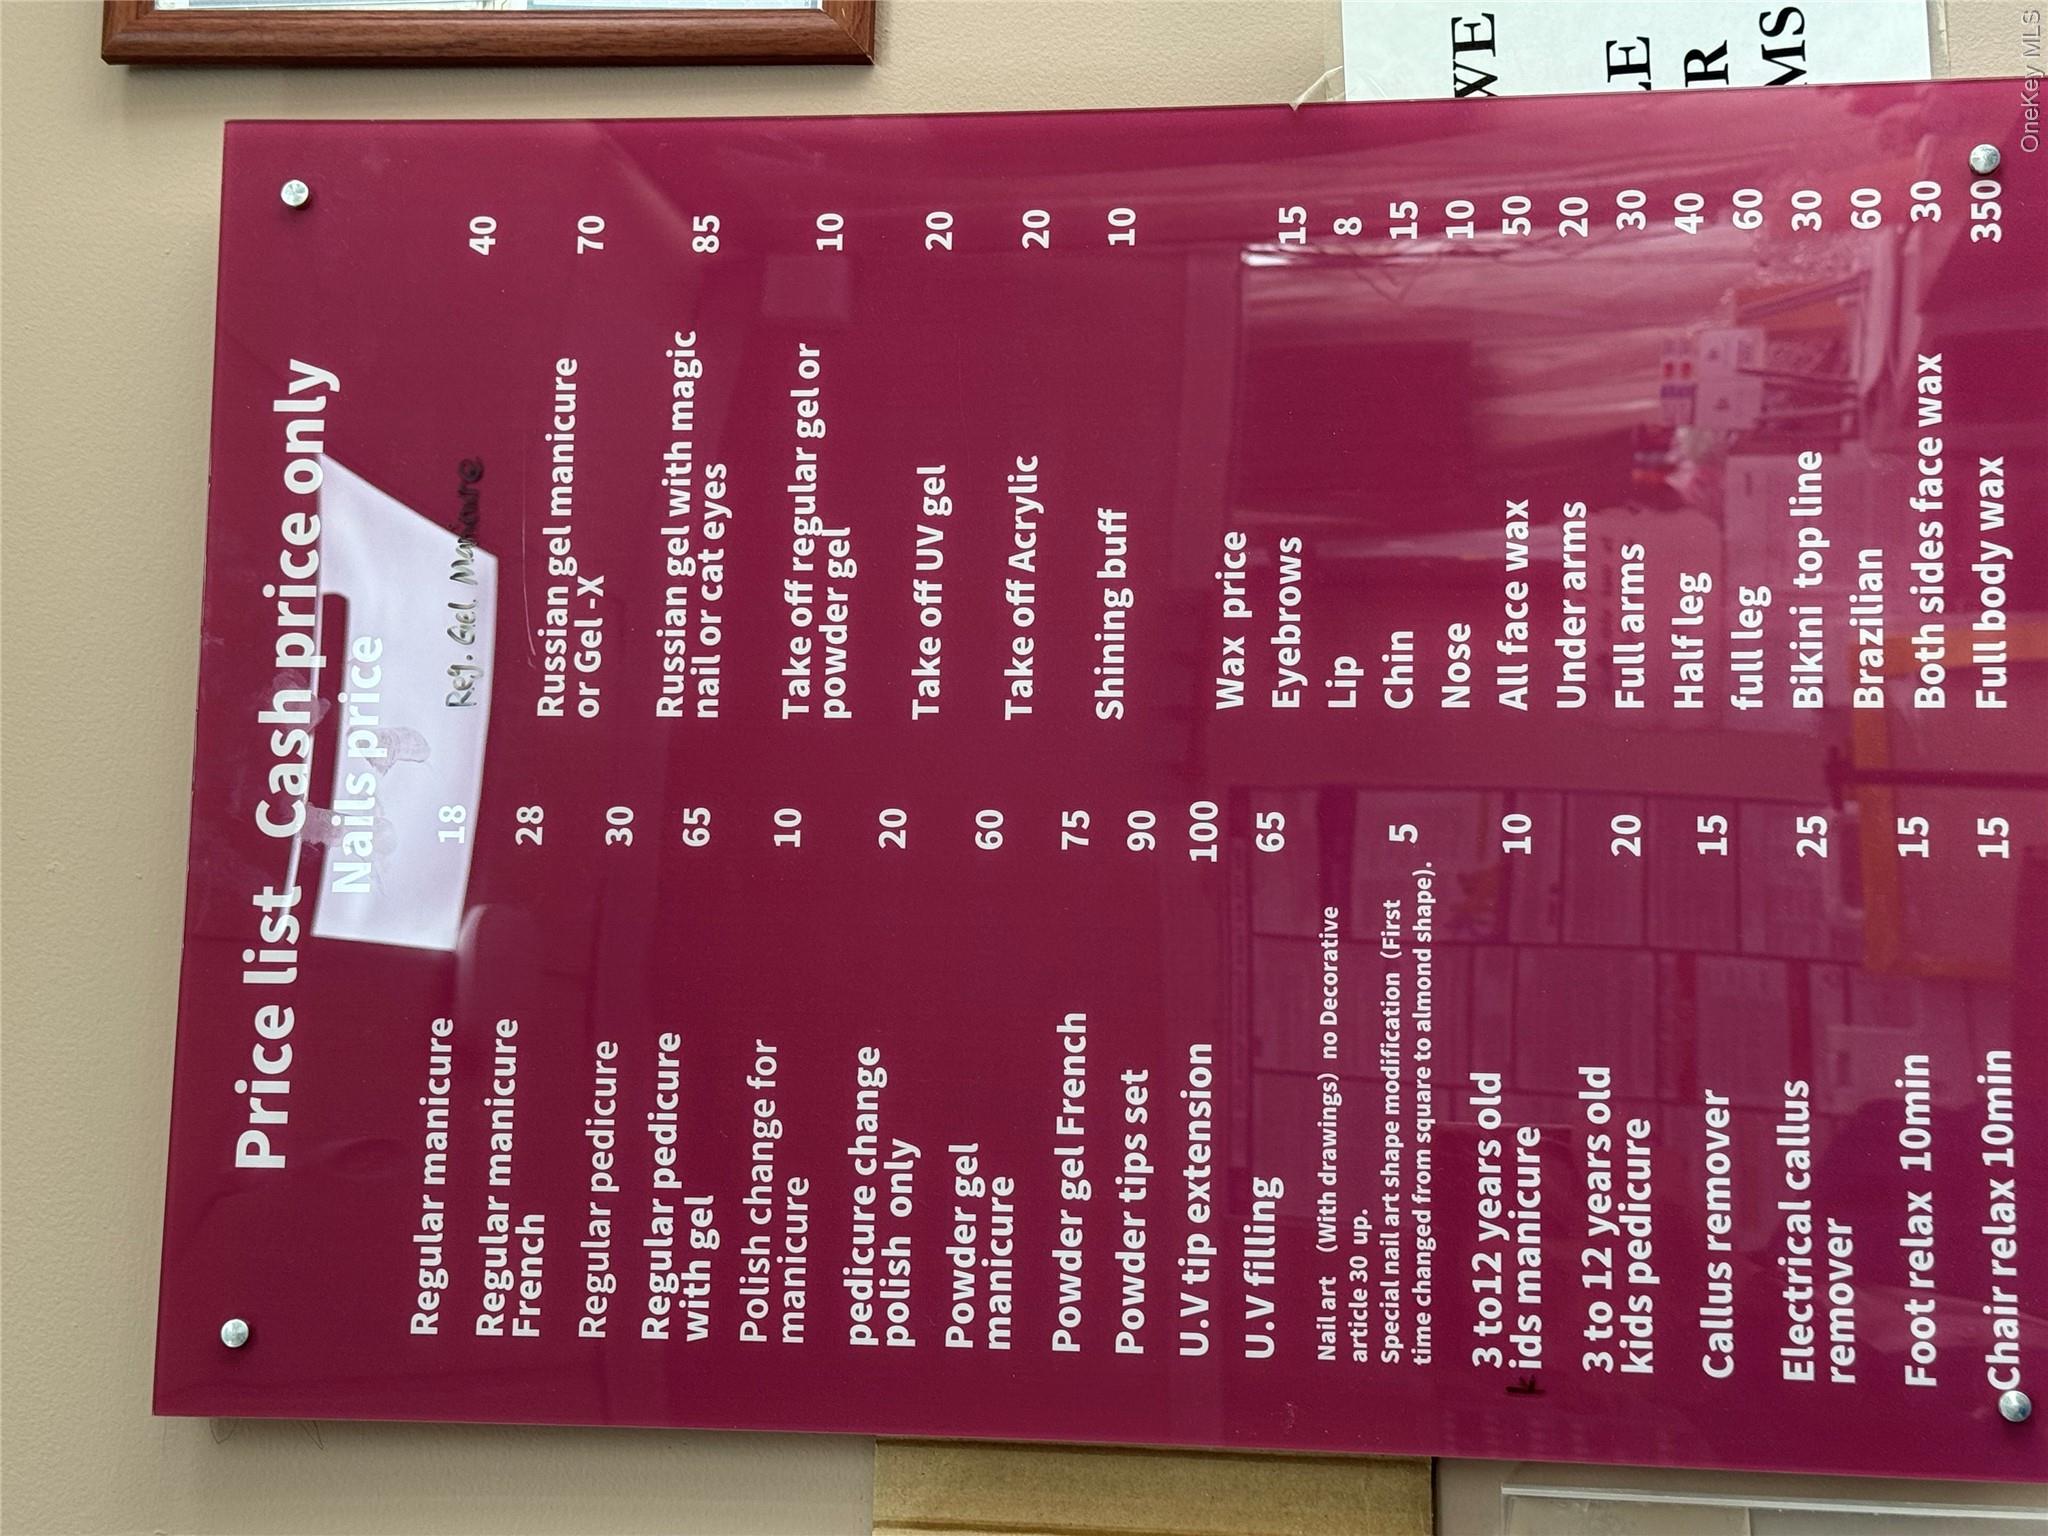 Price list Cash price only
Nails price
Regular manicure 18
Regular manicure
French 28
Regular pedicure 30
Regular pedicure
with gel 65
Polish change for
manicure 10
pedicure change
polish only 20
Powder gel
manicure 60
Powder gel French 75
Powder tips set 90
U.V tip extension 100
U.V filling 65
Nail art (With drawings) no Decorative
article 30 up.
Special nail art shape modification (First
time changed from square to almond shape). 5
3 to12 years old
kids manicure 10
3 to 12 years old
kids pedicure 20
Callus remover 15
Electrical callus
remover 25
Foot relax 10min 15
Chair relax 10min 15
Reg. Gel. Manicure 40
Russian gel manicure
or Gel -X 70
Russian gel with magic
nail or cat eyes 85
Take off regular gel or
powder gel 10
Take off UV gel 20
Take off Acrylic 20
Shining buff 10
Wax price
Eyebrows 15
Lip 8
Chin 15
Nose 10
All face wax 50
Under arms 20
Full arms 30
Half leg 40
full leg 60
Bikini top line 30
Brazilian 60
Both sides face wax 30
Full body wax 350
WE
LE
R
MS
OneKey MLS